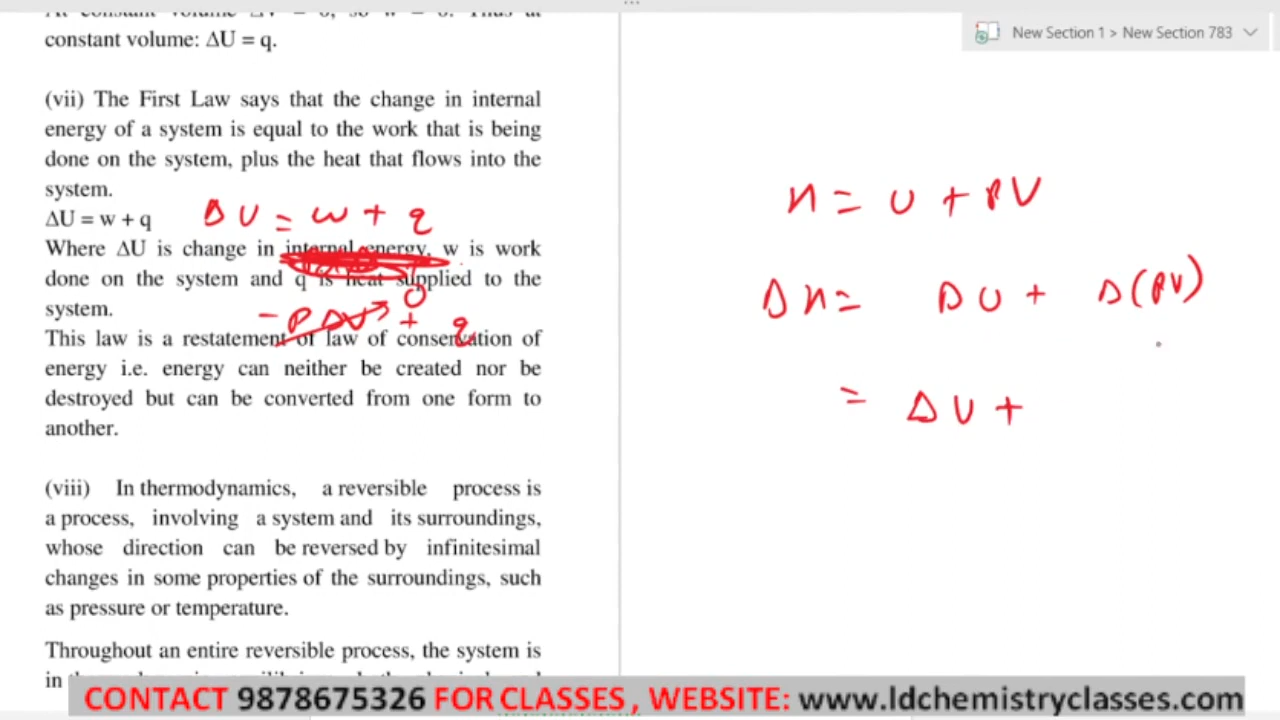 constant volume: ΔU = q.
(vii) The First Law says that the change in internal
energy of a system is equal to the work that is being
done on the system, plus the heat that flows into the
system.
ΔU = w + q
ΔU = w + q
Where ΔU is change in internal energy, w is work
done on the system and q is heat supplied to the
system.
- PΔV → 0 + q
This law is a restatement of law of conservation of
energy i.e. energy can neither be created nor be
destroyed but can be converted from one form to
another.
(viii) In thermodynamics, a reversible process is
a process, involving a system and its surroundings,
whose direction can be reversed by infinitesimal
changes in some properties of the surroundings, such
as pressure or temperature.
Throughout an entire reversible process, the system is
in
New Section 1 > New Section 783
H = U + PV
ΔH = ΔU + Δ(PV)
= ΔU +
CONTACT 9878675326 FOR CLASSES , WEBSITE: www.ldchemistryclasses.com